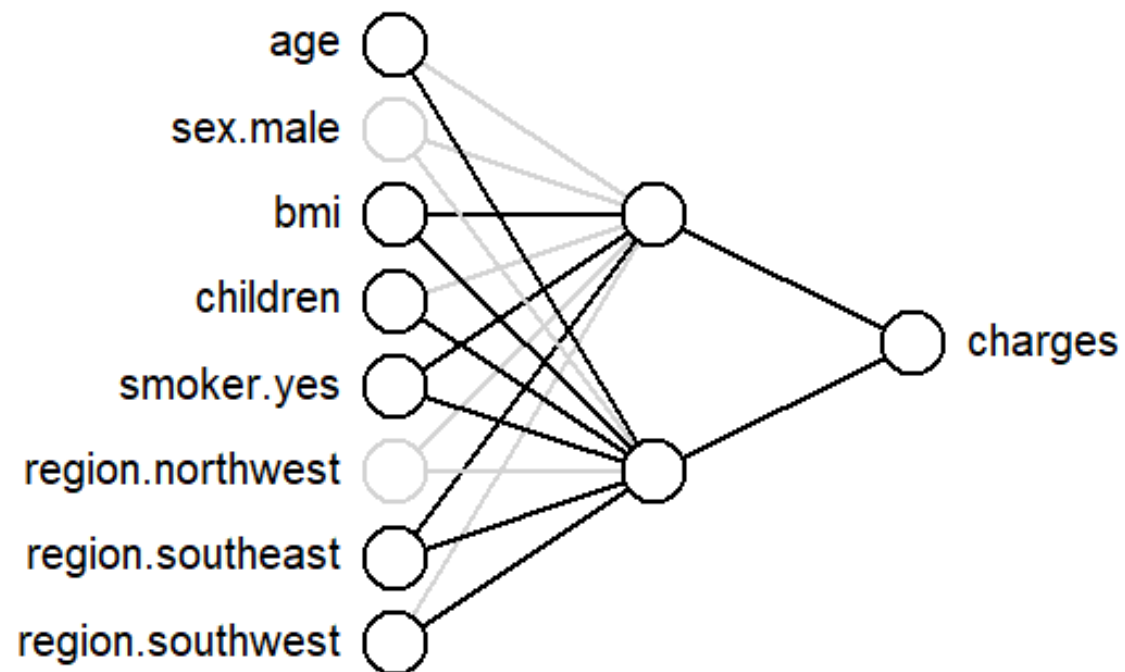 age
sex.male
bmi
children
smoker.yes
region.northwest
region.southeast
region.southwest
charges